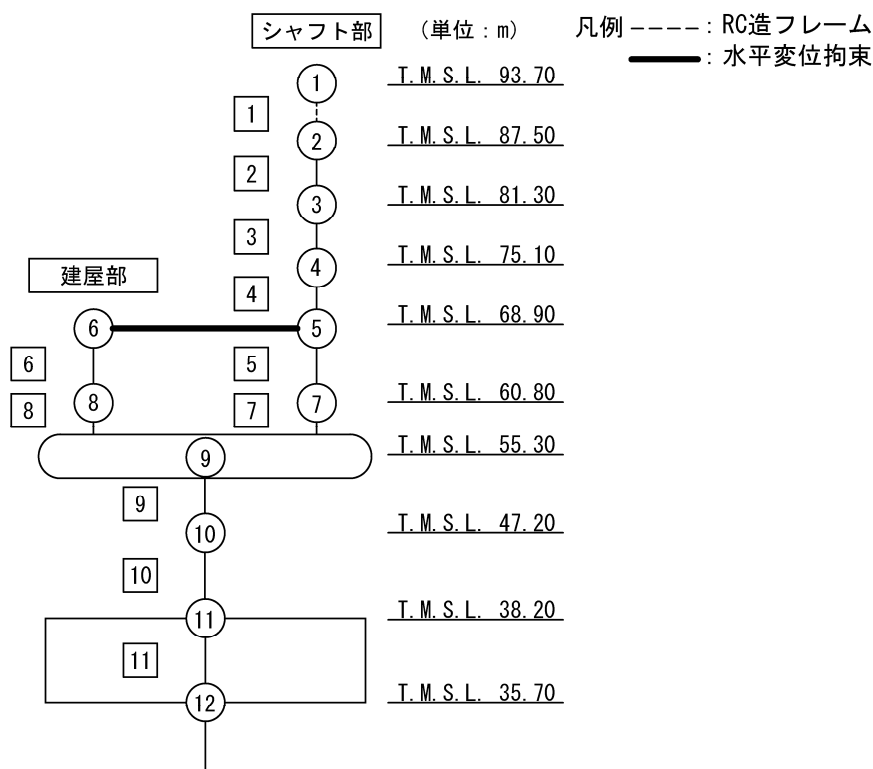 シャフト部 (単位：m) 凡例 ----：RC造フレーム
：水平変位拘束
1 T.M.S.L. 93.70
1
2 T.M.S.L. 87.50
2
3 T.M.S.L. 81.30
3
4 T.M.S.L. 75.10
建屋部 4
6 5 T.M.S.L. 68.90
6 5
8 7 T.M.S.L. 60.80
8 7
9 T.M.S.L. 55.30
9
10 T.M.S.L. 47.20
10
11 T.M.S.L. 38.20
11
12 T.M.S.L. 35.70